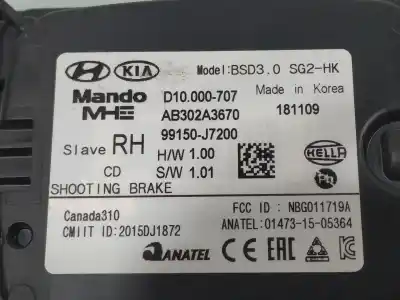 HYUNDAI KIA Model:BSD3.0 SG2-HK
Mando D10.000-707 Made in Korea
MHE AB302A3670 181109
Slave RH 99150-J7200
H/W 1.00
CD S/W 1.01
HELLA
SHOOTING BRAKE
Canada310 FCC ID : NBG011719A
CMIIT ID:2015DJ1872 ANATEL:01473-15-05364
ANATEL CE EAC